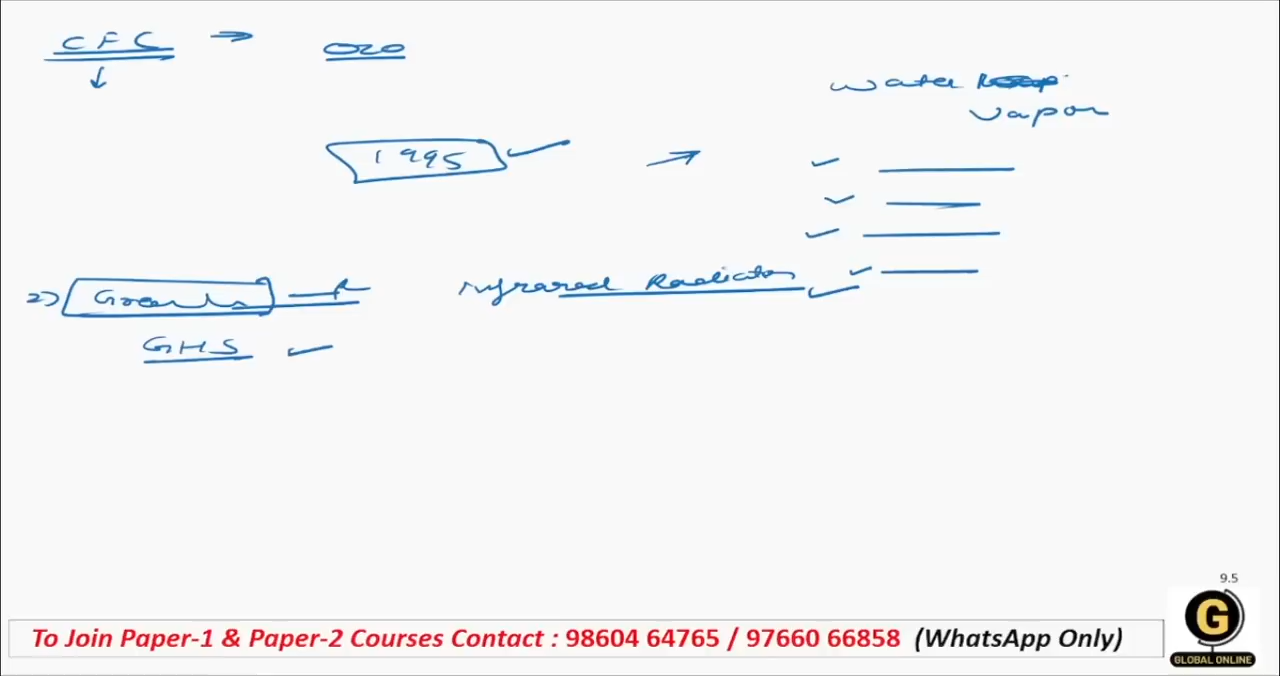 CFC → ozo
↓
water
vapor
1995
2) Infrared Radiation
GHS
9.5
To Join Paper-1 & Paper-2 Courses Contact : 98604 64765 / 97660 66858 (WhatsApp Only)
G
GLOBAL ONLINE